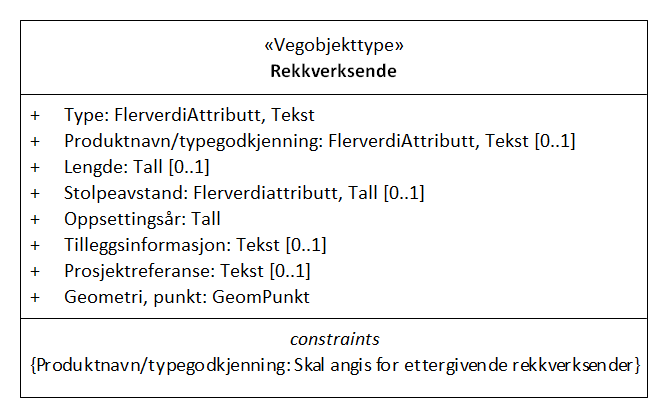 «Vegobjekttype»
Rekkverksende
+ Type: FlerverdiAttributt, Tekst
+ Produktnavn/typegodkjenning: FlerverdiAttributt, Tekst [0..1]
+ Lengde: Tall [0..1]
+ Stolpeavstand: Flerverdiattributt, Tall [0..1]
+ Oppsettingsår: Tall
+ Tilleggsinformasjon: Tekst [0..1]
+ Prosjektreferanse: Tekst [0..1]
+ Geometri, punkt: GeomPunkt
constraints
{Produktnavn/typegodkjenning: Skal angis for ettergivende rekkverksender}